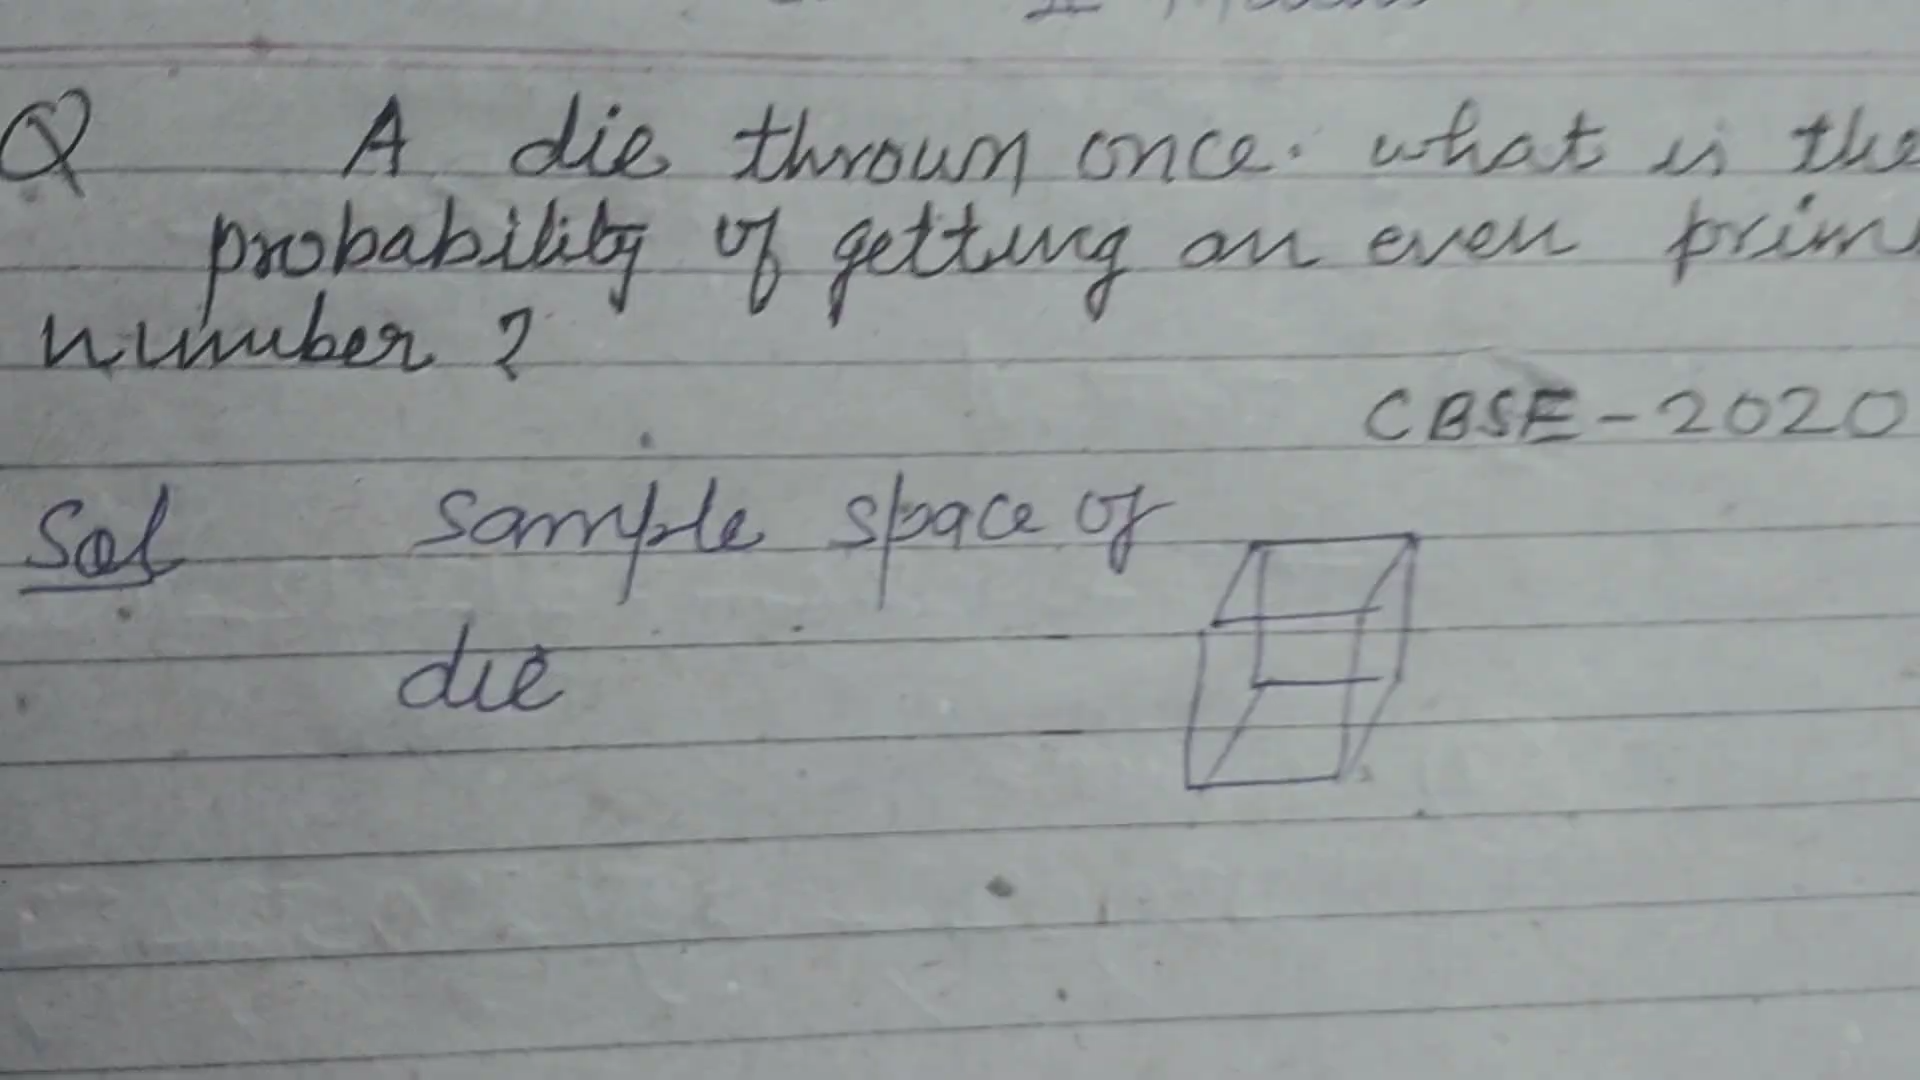 Q A die thrown once. what is the
probability of getting an even prim
number ?
CBSE-2020
Sol Sample space of
die